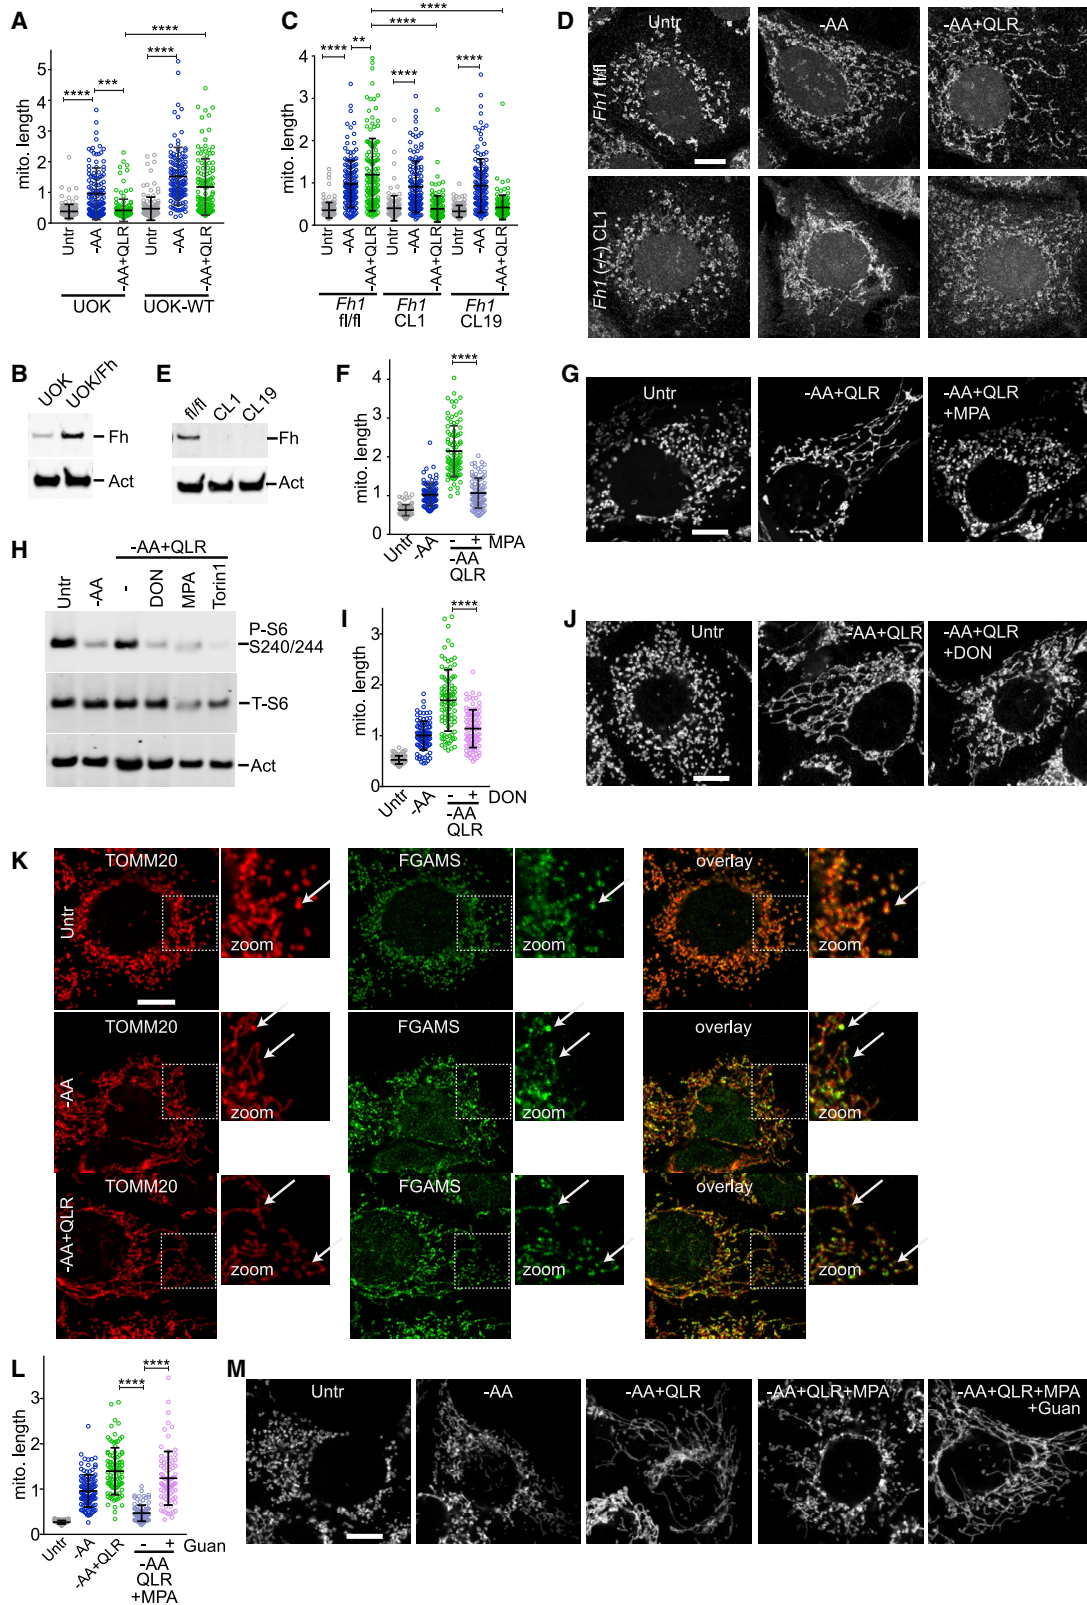 A
mito. length
5
4
3
2
1
0
****
***
****
****
Untr
-AA
-AA+QLR
Untr
-AA
-AA+QLR
UOK
UOK-WT
C
mito. length
4
3
2
1
0
****
**
****
****
****
****
Untr
-AA
-AA+QLR
Untr
-AA
-AA+QLR
Untr
-AA
-AA+QLR
Fh1
fl/fl
Fh1
CL1
Fh1
CL19
D
Untr
-AA
-AA+QLR
Fh1 fl/fl
Fh1 (-/-) CL1
B
UOK
UOK/Fh
Fh
Act
E
fl/fl
CL1
CL19
Fh
Act
F
mito. length
4
3
2
1
0
****
Untr
-AA
- + MPA
-AA
QLR
G
Untr
-AA+QLR
-AA+QLR
+MPA
H
-AA+QLR
Untr
-AA
-
DON
MPA
Torin1
P-S6
S240/244
T-S6
Act
I
mito. length
3
2
1
0
****
Untr
-AA
- + DON
-AA
QLR
J
Untr
-AA+QLR
-AA+QLR
+DON
K
TOMM20
zoom
FGAMS
zoom
overlay
zoom
Untr
TOMM20
zoom
FGAMS
zoom
overlay
zoom
-AA
TOMM20
zoom
FGAMS
zoom
overlay
zoom
-AA+QLR
L
mito. length
3
2
1
0
****
****
Untr
-AA
-AA+QLR
- + Guan
-AA
QLR
+MPA
M
Untr
-AA
-AA+QLR
-AA+QLR+MPA
-AA+QLR+MPA
+Guan